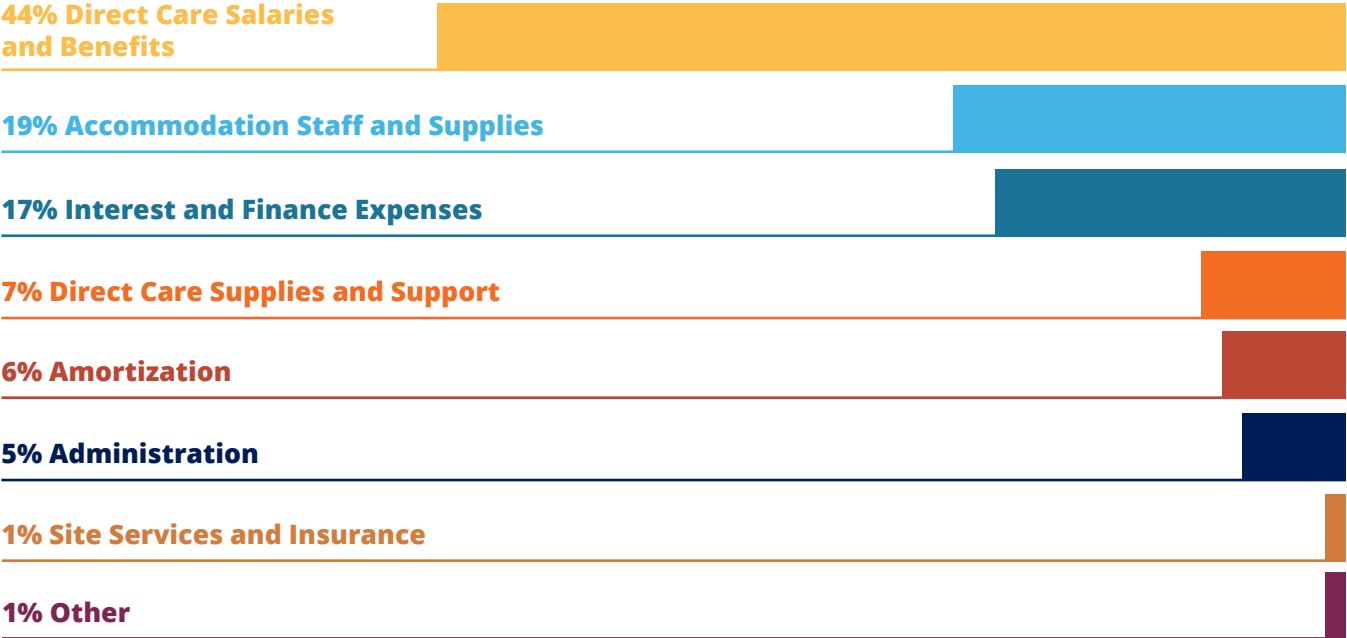 44% Direct Care Salaries
and Benefits
19% Accommodation Staff and Supplies
17% Interest and Finance Expenses
7% Direct Care Supplies and Support
6% Amortization
5% Administration
1% Site Services and Insurance
1% Other